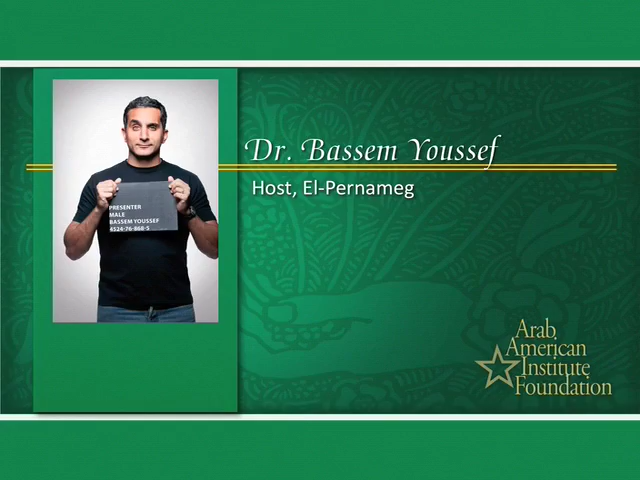 Dr. Bassem Youssef
Host, El-Pernameg
PRESENTER
MALE
BASSEM YOUSSEF
4524-76-868-5
Arab
American
Institute
Foundation